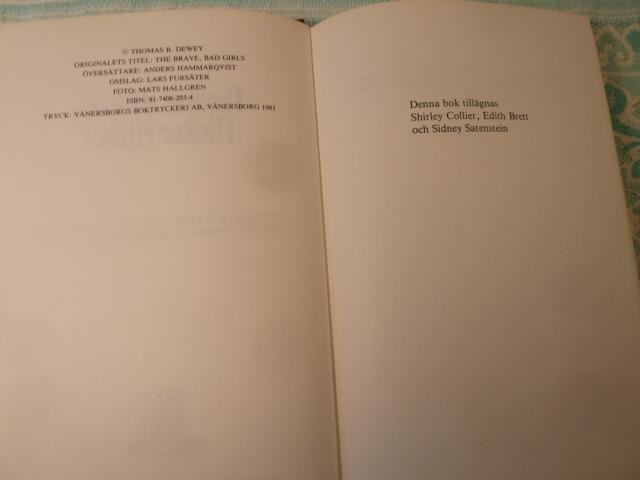 © THOMAS B. DEWEY
ORIGINALETS TITEL: THE BRAVE, BAD GIRLS
ÖVERSÄTTARE: ANDERS HAMMARQVIST
OMSLAG: LARS FURSÄTER
FOTO: MATS HALLGREN
ISBN: 91-7406-203-4
TRYCK: VÄNERSBORGS BOKTRYCKERI AB, VÄNERSBORG 1981
Denna bok tillägnas
Shirley Collier, Edith Brett
och Sidney Satenstein